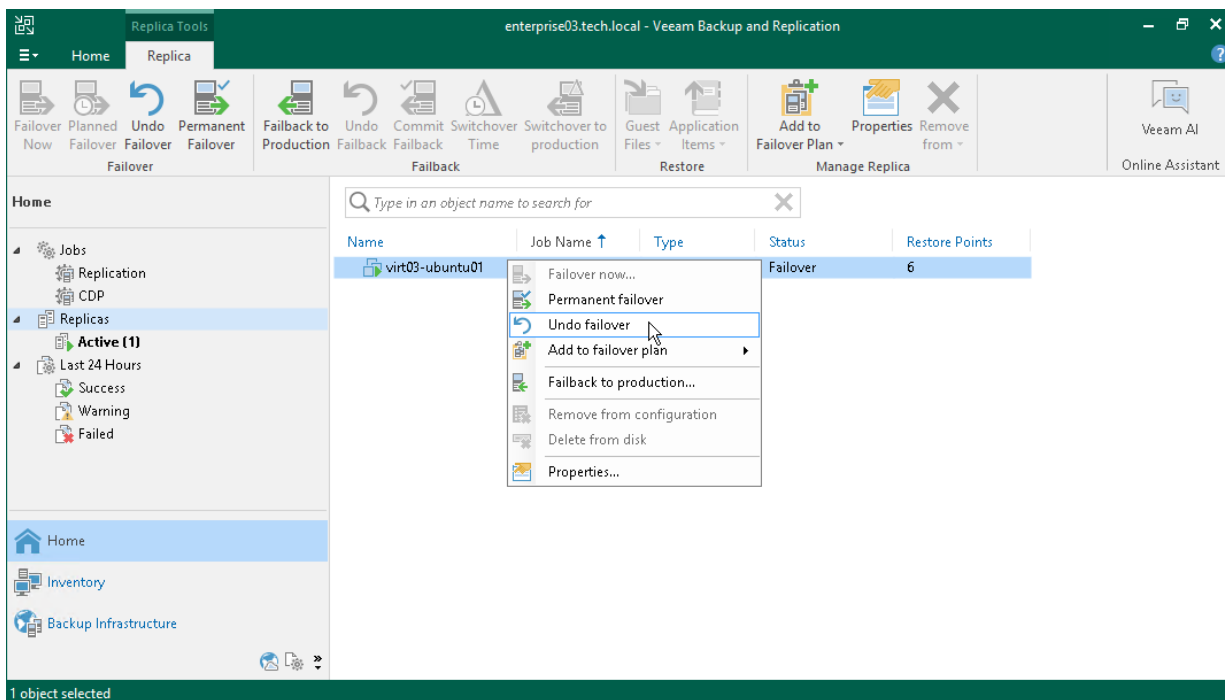 Replica Tools
enterprise03.tech.local - Veeam Backup and Replication
Home Replica
?
Failover Now
Planned Failover
Undo Failover
Permanent Failover
Failover
Failback to Production
Undo Failback
Commit Failback
Switchover Time
Switchover to production
Failback
Guest Files
Application Items
Restore
Add to Failover Plan
Properties
Remove from
Manage Replica
Veeam AI
Online Assistant
Home
Jobs
Replication
CDP
Replicas
Active (1)
Last 24 Hours
Success
Warning
Failed
Home
Inventory
Backup Infrastructure
Type in an object name to search for
Name Job Name Type Status Restore Points
virt03-ubuntu01 Failover 6
Failover now...
Permanent failover
Undo failover
Add to failover plan
Failback to production...
Remove from configuration
Delete from disk
Properties...
1 object selected